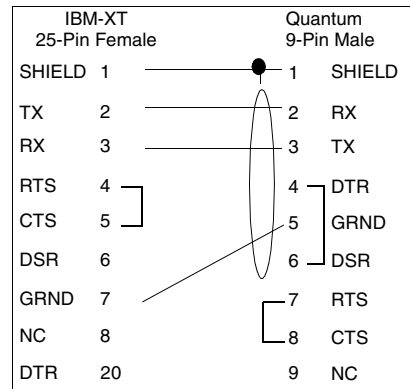 IBM-XT Quantum
25-Pin Female 9-Pin Male
SHIELD 1 1 SHIELD
TX 2 2 RX
RX 3 3 TX
RTS 4 4 DTR
CTS 5 5 GRND
DSR 6 6 DSR
GRND 7 7 RTS
NC 8 8 CTS
DTR 20 9 NC